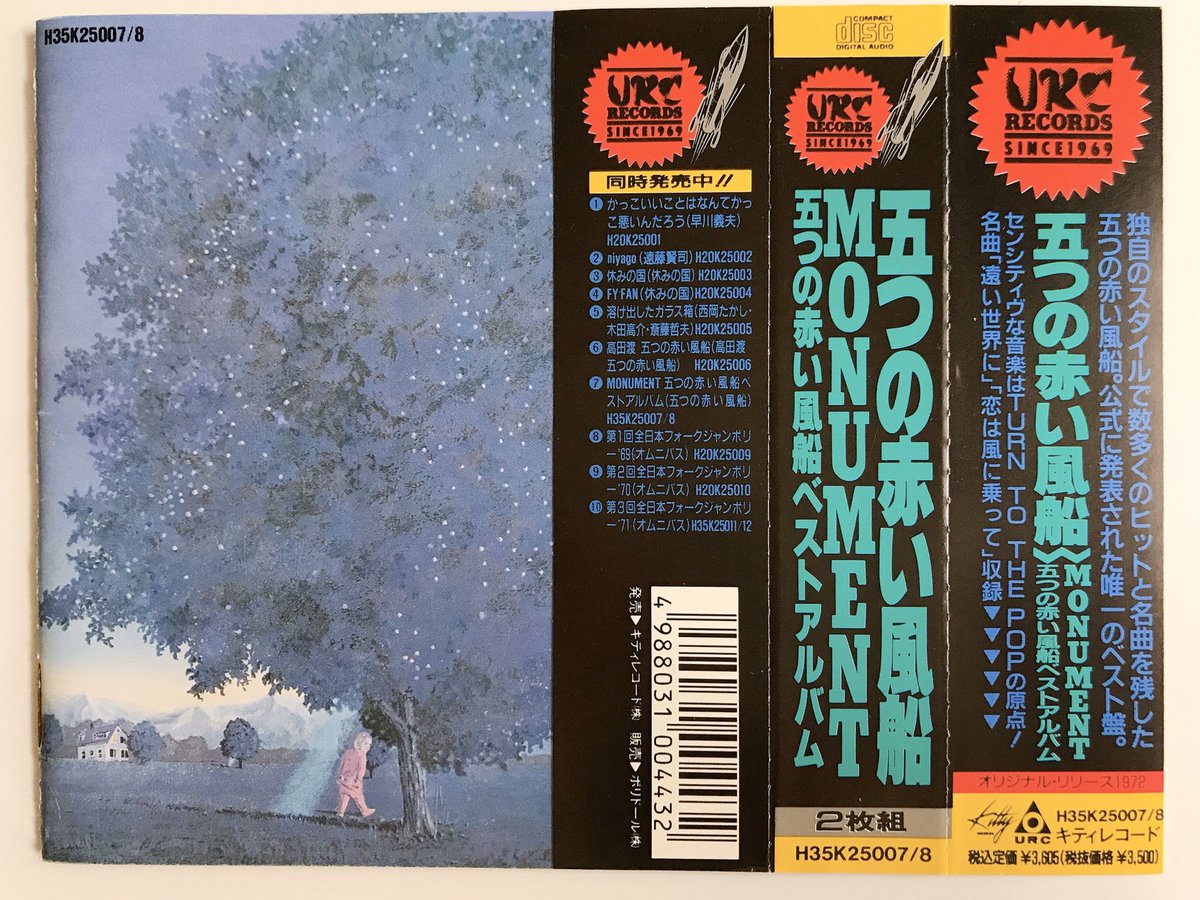 H35K25007/8
URC
RECORDS
SINCE1969
同時発売中!!
❶ かっこいいことはなんてかっ
こ悪いんだろう(早川義夫)
H20K25001
❷ niyago(遠藤賢司)H20K25002
❸ 休みの国(休みの国)H20K25003
❹ FY FAN(休みの国)H20K25004
❺ 溶け出したガラス箱(西岡たかし・
木田高介・斎藤哲夫)H20K25005
❻ 高田渡 五つの赤い風船(高田渡
五つの赤い風船) H20K25006
❼ MONUMENT 五つの赤い風船ベ
ストアルバム(五つの赤い風船)
H35K25007/8
❽ 第1回全日本フォークジャンボリ
ー'69(オムニバス) H20K25009
❾ 第2回全日本フォークジャンボリ
ー'70(オムニバス) H20K25010
❿ 第3回全日本フォークジャンボリ
ー'71(オムニバス)H35K25011/12
発売▶キティレコード(株) 販売▶ポリドール(株)
4988031004432
COMPACT
disc
DIGITAL AUDIO
URC
RECORDS
SINCE1969
五つの赤い風船
MONUMENT
五つの赤い風船ベストアルバム
2枚組
H35K25007/8
URC
RECORDS
SINCE1969
独自のスタイルで数多くのヒットと名曲を残した
五つの赤い風船。公式に発表された唯一のベスト盤。
五つの赤い風船》MONUMENT
五つの赤い風船ベストアルバム
センシティヴな音楽はTURN TO THE POPの原点!
名曲「遠い世界に」「恋は風に乗って」収録▼▼▼▼▼▼
オリジナル・リリース1972
Kitty
URC
H35K25007/8
キティレコード
税込定価¥3,605(税抜価格¥3,500)